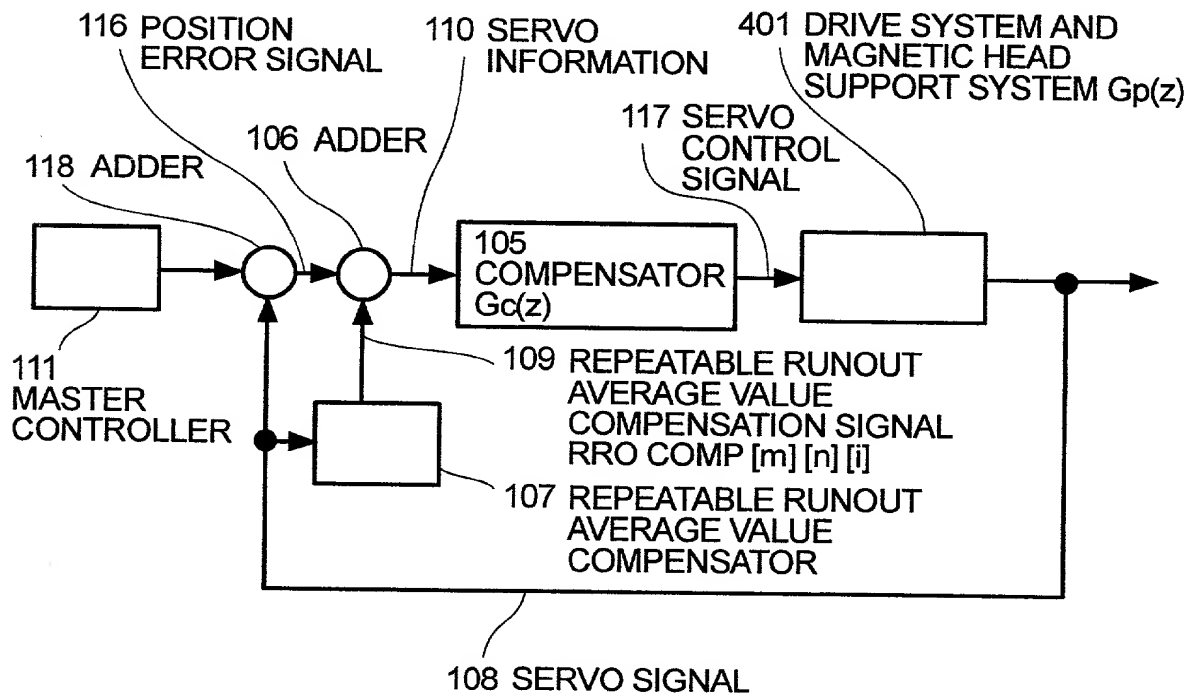 116 POSITION
ERROR SIGNAL
110 SERVO
INFORMATION
401 DRIVE SYSTEM AND
MAGNETIC HEAD
SUPPORT SYSTEM Gp(z)
117 SERVO
CONTROL
SIGNAL
106 ADDER
118 ADDER
105
COMPENSATOR
Gc(z)
111
MASTER
CONTROLLER
109 REPEATABLE RUNOUT
AVERAGE VALUE
COMPENSATION SIGNAL
RRO COMP [m] [n] [i]
107 REPEATABLE RUNOUT
AVERAGE VALUE
COMPENSATOR
108 SERVO SIGNAL